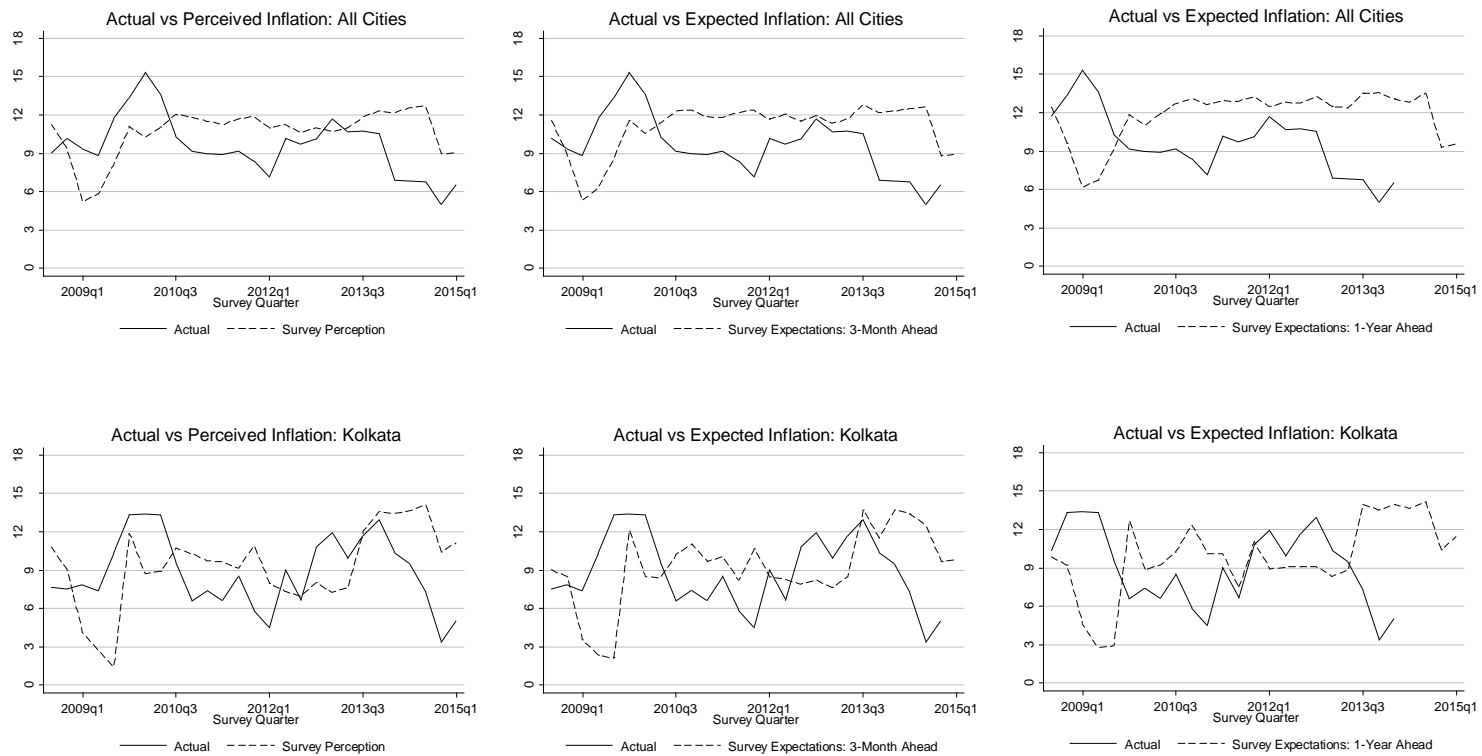 Actual vs Perceived Inflation: All Cities
18
15
12
9
6
3
0
2009q1 2010q3 2012q1 2013q3 2015q1
Survey Quarter
Actual Survey Perception
Actual vs Expected Inflation: All Cities
18
15
12
9
6
3
0
2009q1 2010q3 2012q1 2013q3 2015q1
Survey Quarter
Actual Survey Expectations: 3-Month Ahead
Actual vs Expected Inflation: All Cities
18
15
12
9
6
3
0
2009q1 2010q3 2012q1 2013q3 2015q1
Survey Quarter
Actual Survey Expectations: 1-Year Ahead
Actual vs Perceived Inflation: Kolkata
18
15
12
9
6
3
0
2009q1 2010q3 2012q1 2013q3 2015q1
Survey Quarter
Actual Survey Perception
Actual vs Expected Inflation: Kolkata
18
15
12
9
6
3
0
2009q1 2010q3 2012q1 2013q3 2015q1
Survey Quarter
Actual Survey Expectations: 3-Month Ahead
Actual vs Expected Inflation: Kolkata
18
15
12
9
6
3
0
2009q1 2010q3 2012q1 2013q3 2015q1
Survey Quarter
Actual Survey Expectations: 1-Year Ahead